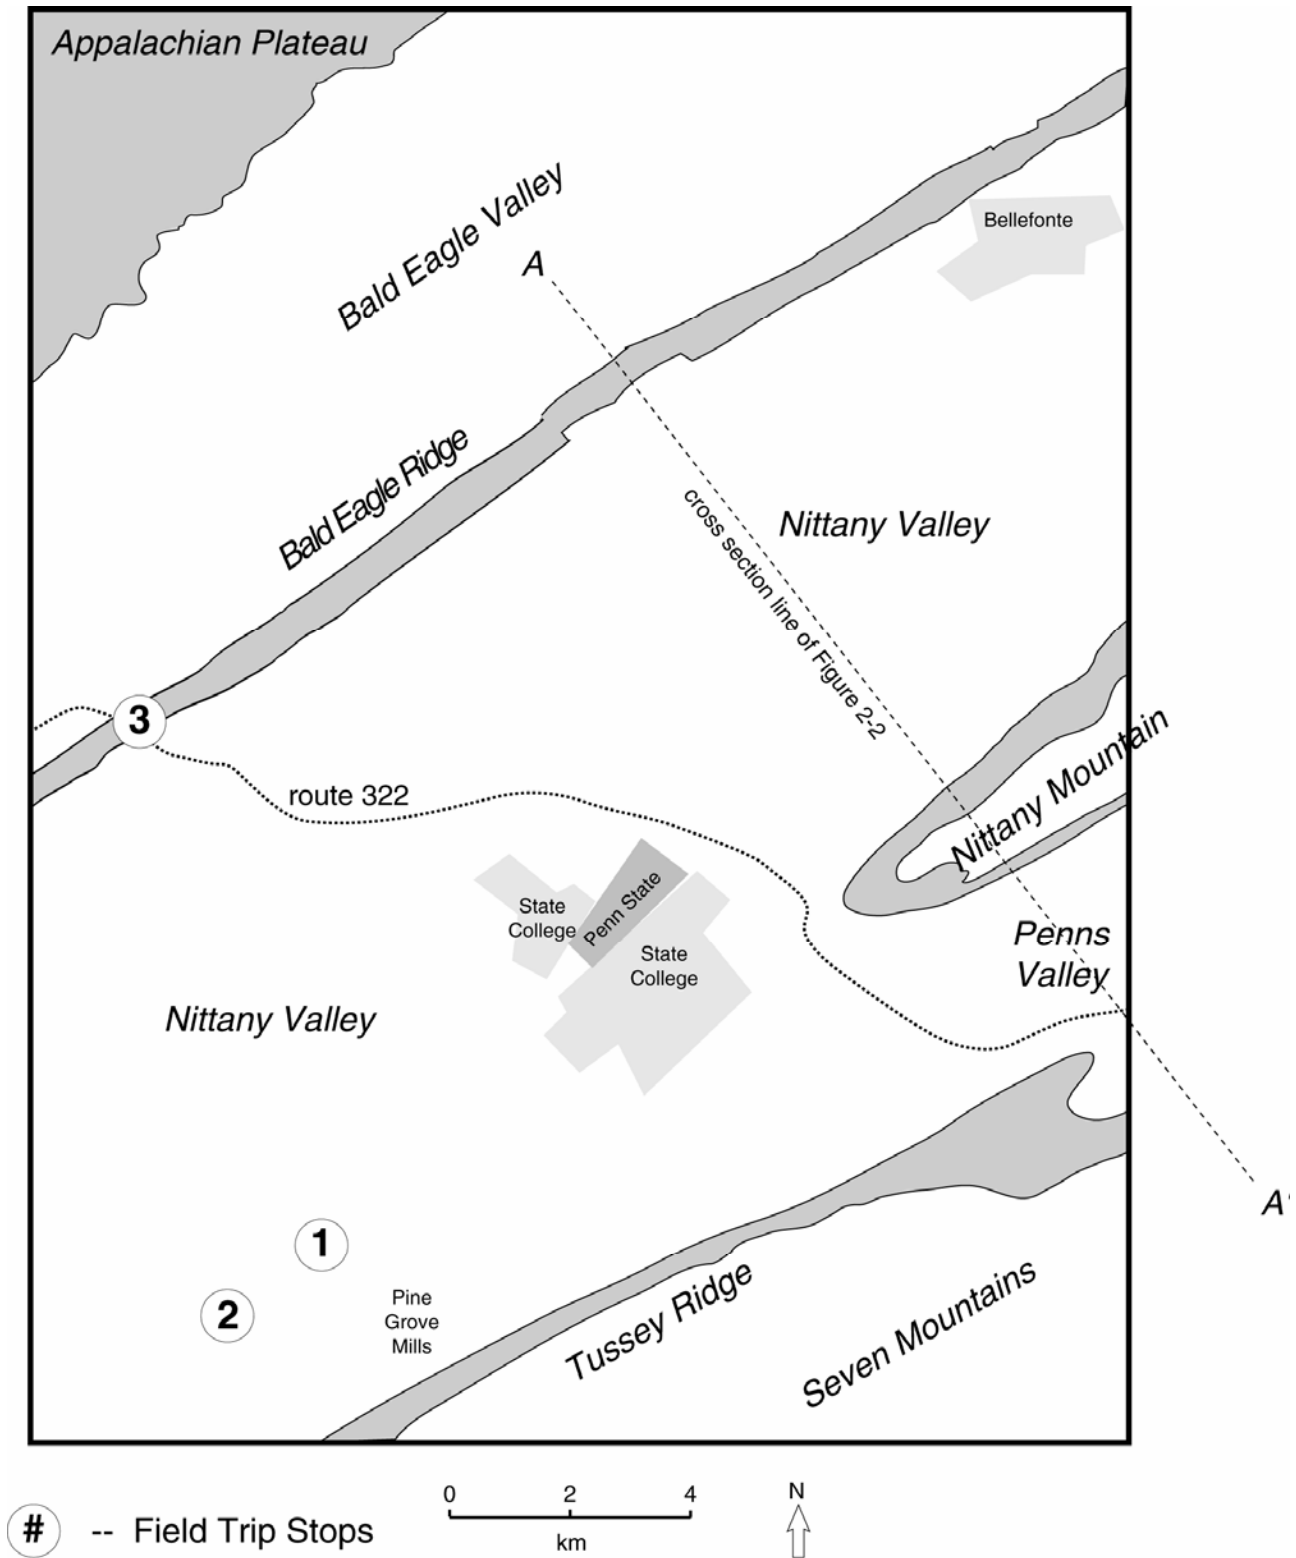 Appalachian Plateau
Bald Eagle Valley
Bellefonte
A
Bald Eagle Ridge
Nittany Valley
cross section line of Figure 2-2
3
route 322
Nittany Mountain
State
College
Penn State
State
College
Penns
Valley
Nittany Valley
A'
1
2
Pine
Grove
Mills
Tussey Ridge
Seven Mountains
0
2
4
km
N
# -- Field Trip Stops